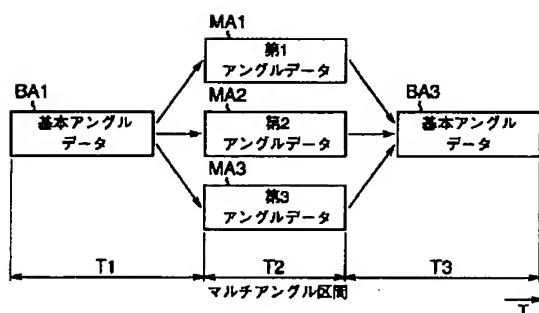 MA1
第1
アングルデータ
BA1
基本アングル
データ
MA2
第2
アングルデータ
BA3
基本アングル
データ
MA3
第3
アングルデータ
T1
T2
T3
マルチアングル区間
T